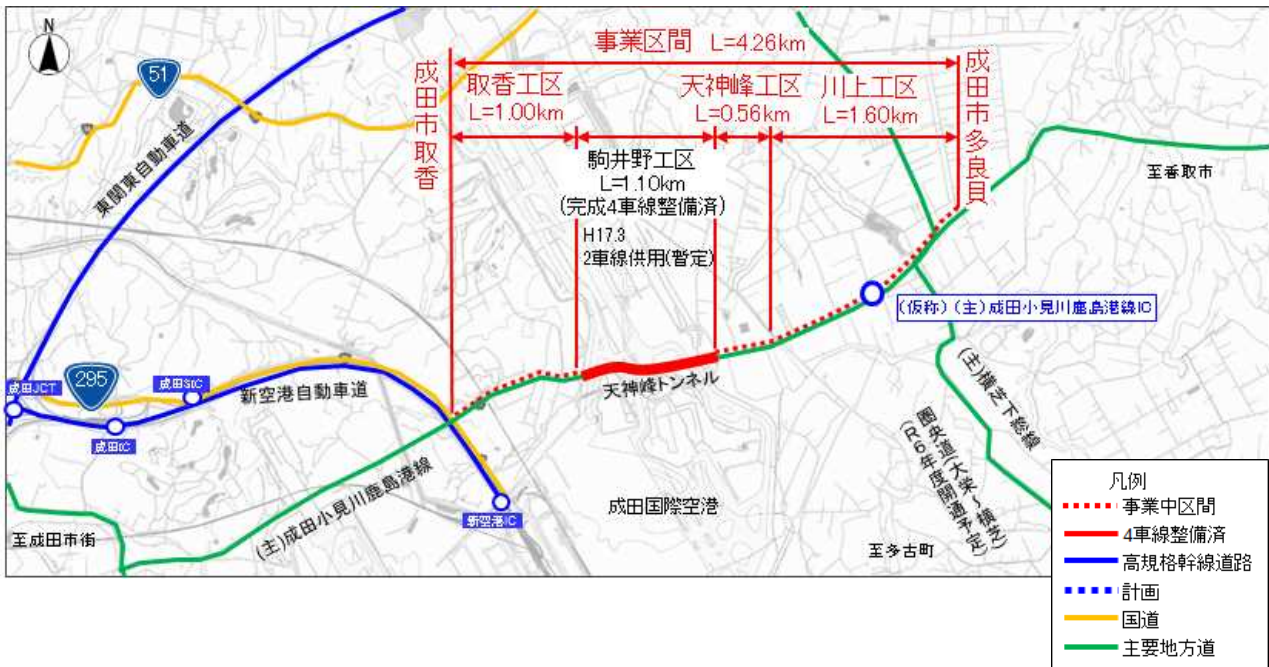 N
51
東関東自動車道
成田市取香
事業区間 L=4.26km
成田市多良貝
取香工区
L=1.00km
天神峰工区
L=0.56km
川上工区
L=1.60km
駒井野工区
L=1.10km
(完成4車線整備済)
H17.3
2車線供用(暫定)
至香取市
(仮称)(主)成田小見川鹿島港線IC
天神峰トンネル
295
成田JCT
成田SIC
成田IC
新空港自動車道
新空港IC
(主)成田小見川鹿島港線
至成田市街
成田国際空港
(主)横芝下総線
圏央道(大栄~横芝)
(R6年度開通予定)
至多古町
凡例
事業中区間
4車線整備済
高規格幹線道路
計画
国道
主要地方道